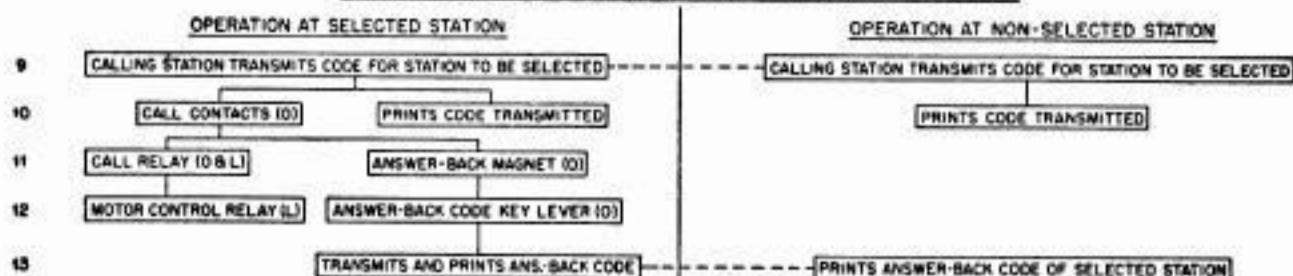 OPERATION AT SELECTED STATION
OPERATION AT NON-SELECTED STATION
9
CALLING STATION TRANSMITS CODE FOR STATION TO BE SELECTED
CALLING STATION TRANSMITS CODE FOR STATION TO BE SELECTED
10
CALL CONTACTS (O)
PRINTS CODE TRANSMITTED
PRINTS CODE TRANSMITTED
11
CALL RELAY (O & L)
ANSWER-BACK MAGNET (O)
12
MOTOR CONTROL RELAY (L)
ANSWER-BACK CODE KEY LEVER (O)
13
TRANSMITS AND PRINTS ANS.-BACK CODE
PRINTS ANSWER-BACK CODE OF SELECTED STATION